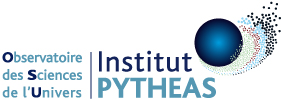 Observatoire
des Sciences
de l'Univers
Institut
PYTHEAS